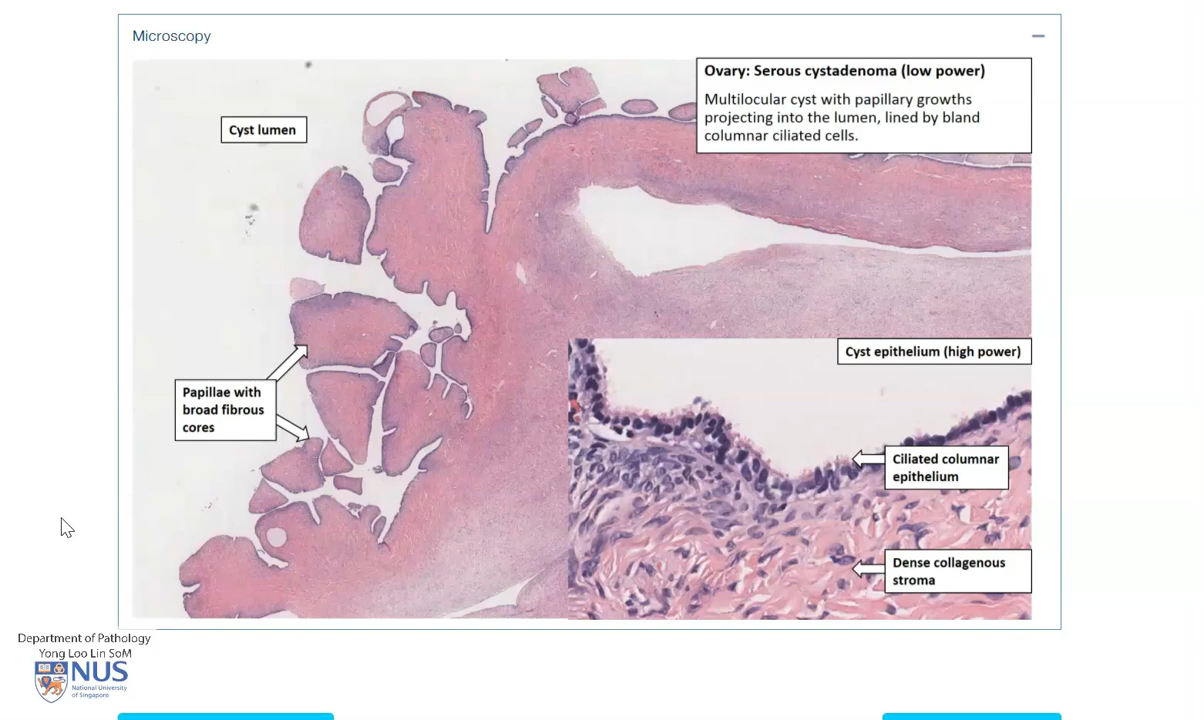 Microscopy
Ovary: Serous cystadenoma (low power)
Multilocular cyst with papillary growths
projecting into the lumen, lined by bland
columnar ciliated cells.
Cyst lumen
Cyst epithelium (high power)
Papillae with
broad fibrous
cores
Ciliated columnar
epithelium
Dense collagenous
stroma
Department of Pathology
Yong Loo Lin SoM
NUS
National University
of Singapore